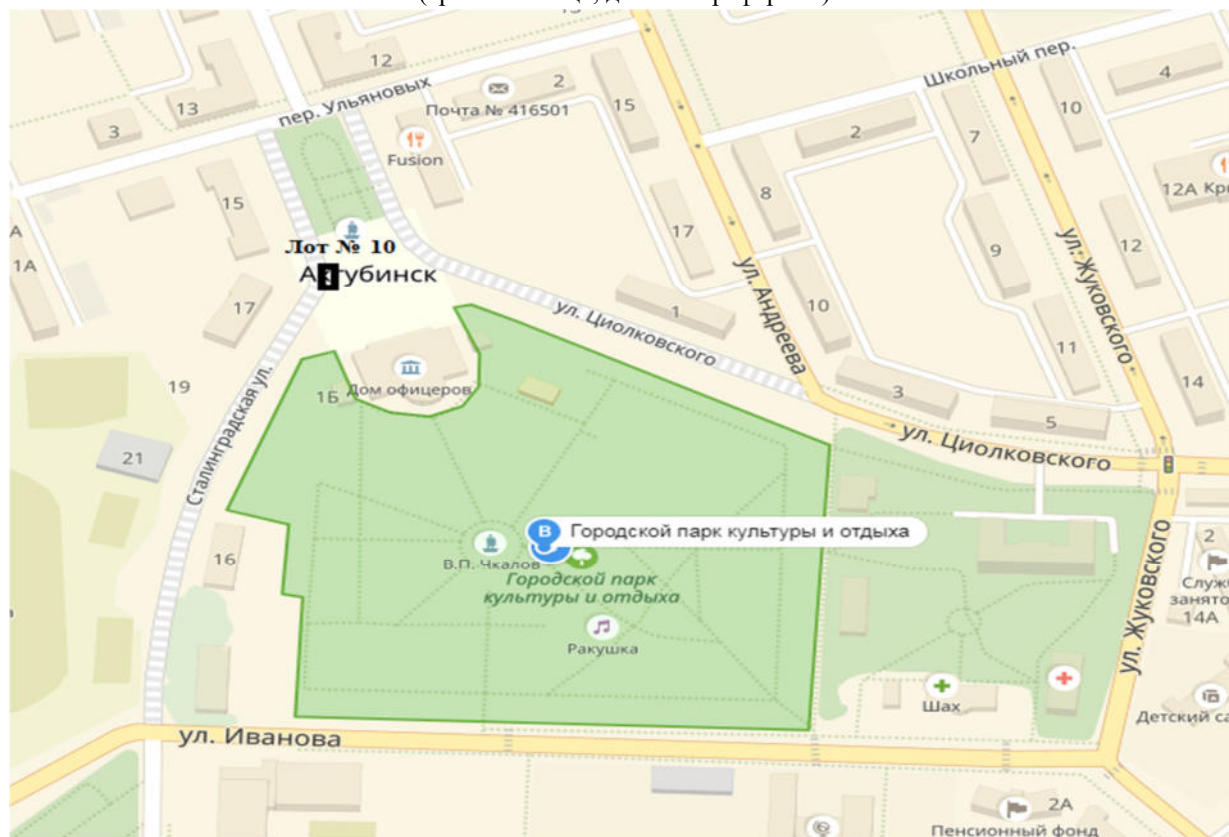 12
13
3
пер. Ульяновых
2
Почта № 416501
15
Fusion
Школьный пер.
4
10
2
7
8
12А
15
17
9
12
А
1А
Лот № 10
17
ул. Циолковского
1
ул. Андреева
10
ул. Жуковского
11
14
19
Дом офицеров
1Б
3
5
ул. Циолковского
21
Сталинградская ул.
16
В
Городской парк культуры и отдыха
В.П. Чкалов
Городской парк
культуры и отдыха
Ракушка
2
14А
ул. Жуковского
Шах
ул. Иванова
2А
Пенсионный фонд